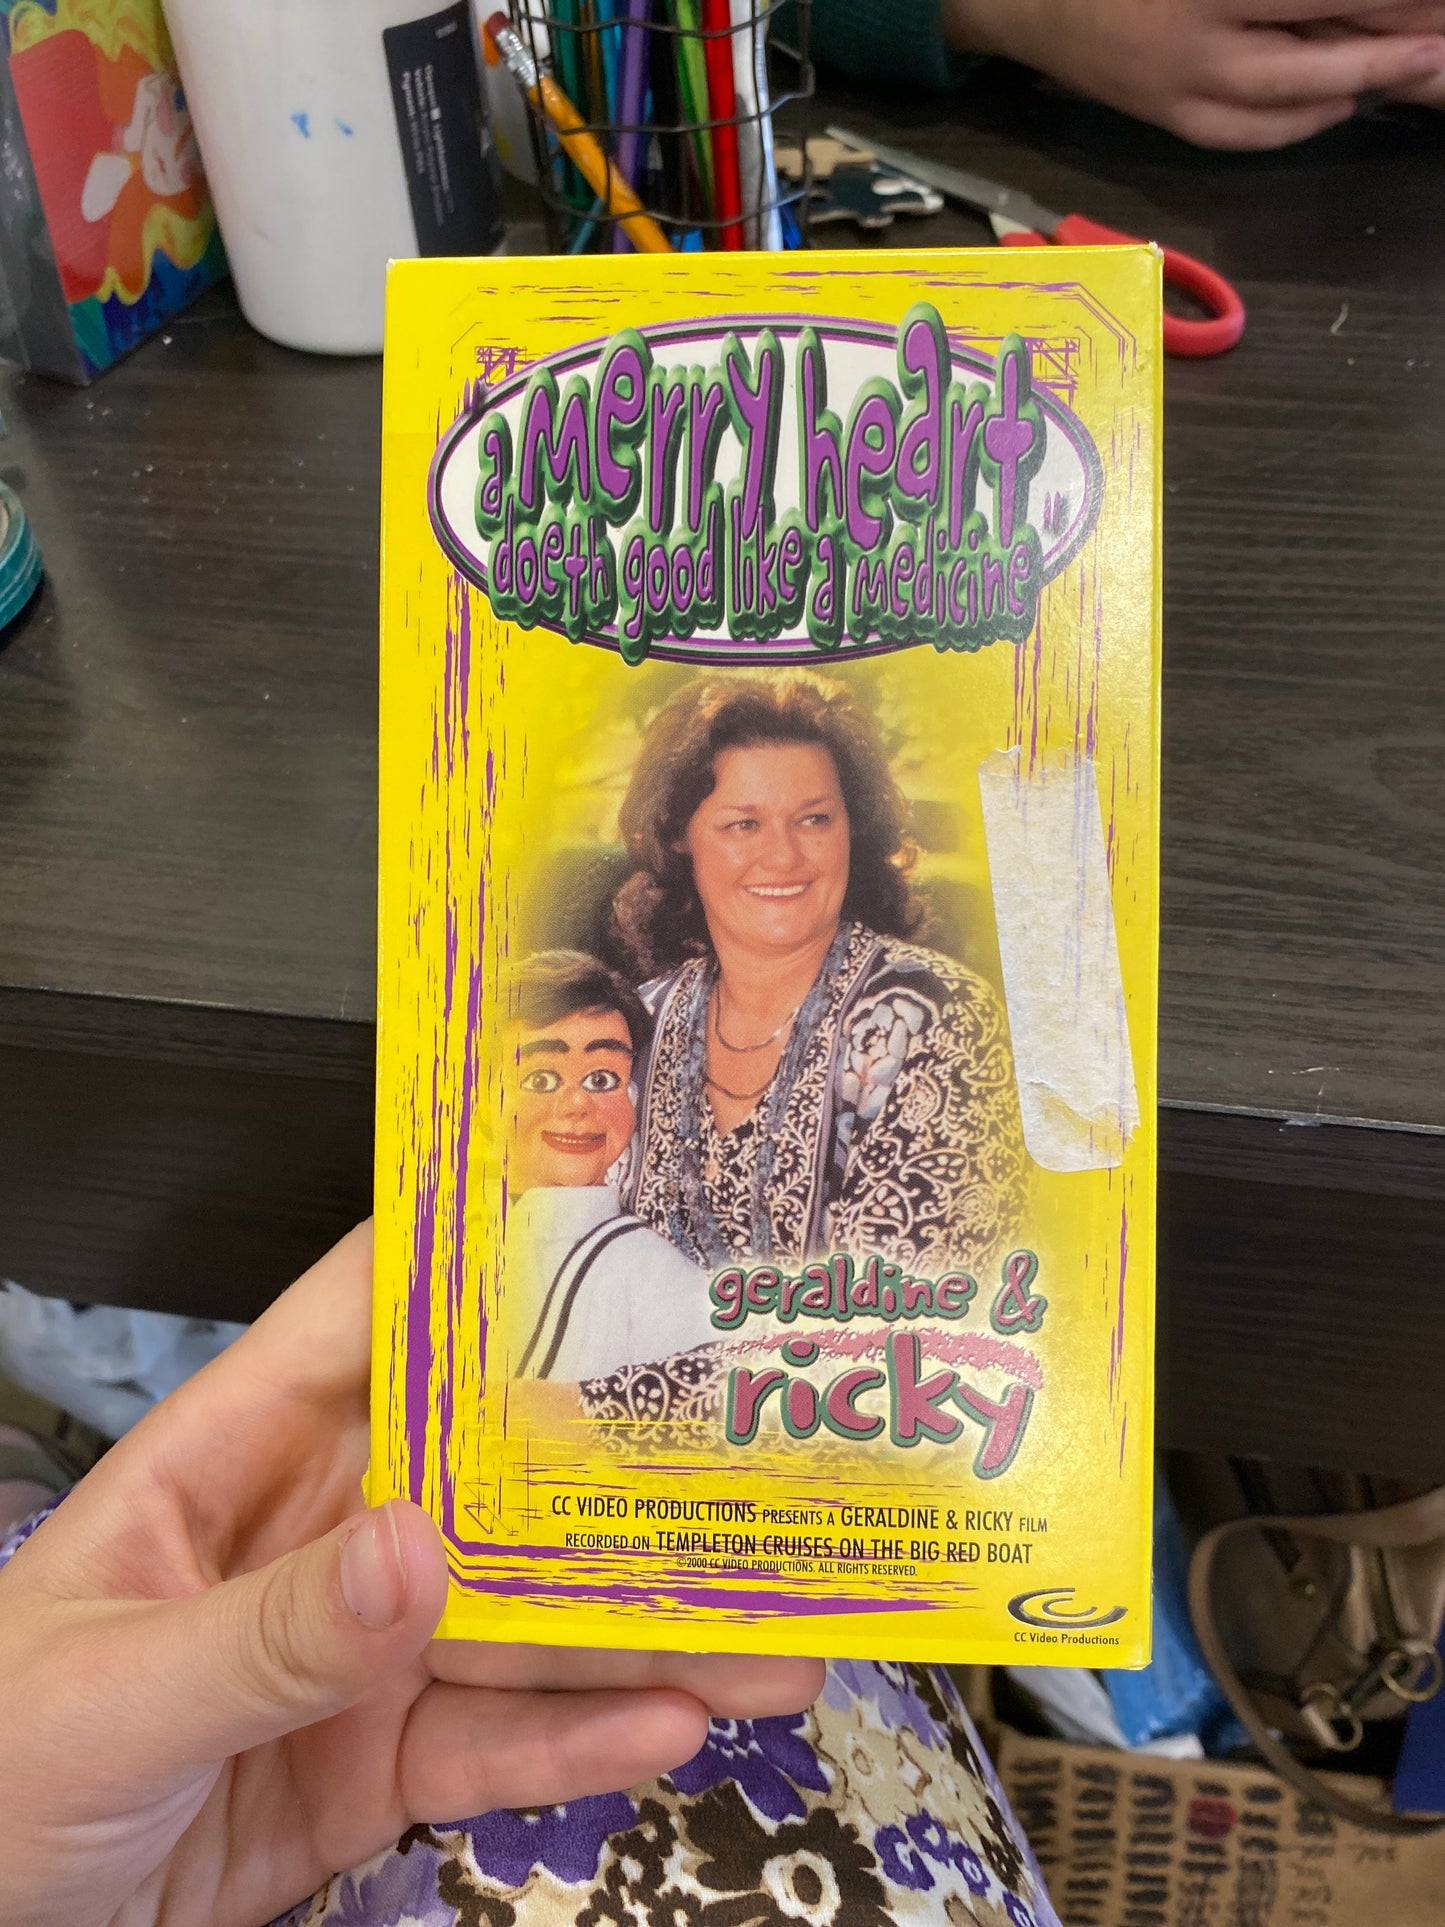 a merry heart
doeth good like a medicine
geraldine &
ricky
CC VIDEO PRODUCTIONS PRESENTS A GERALDINE & RICKY FILM
RECORDED ON TEMPLETON CRUISES ON THE BIG RED BOAT
©2000 CC VIDEO PRODUCTIONS. ALL RIGHTS RESERVED.
CC Video Productions